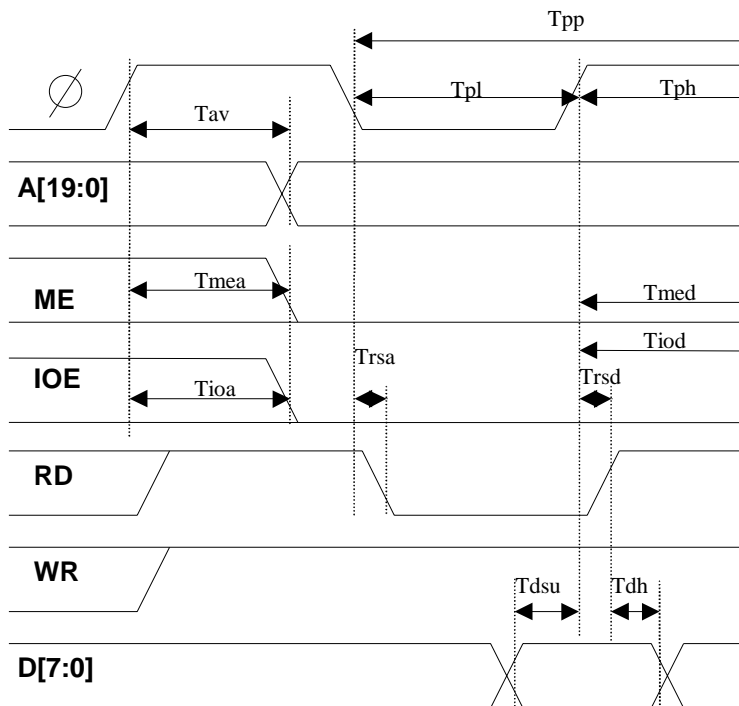 Tpp
Ø
Tpl
Tph
Tav
A[19:0]
ME
Tmea
Tmed
Tiod
Trsa
IOE
Tioa
Trsd
RD
WR
Tdsu
Tdh
D[7:0]